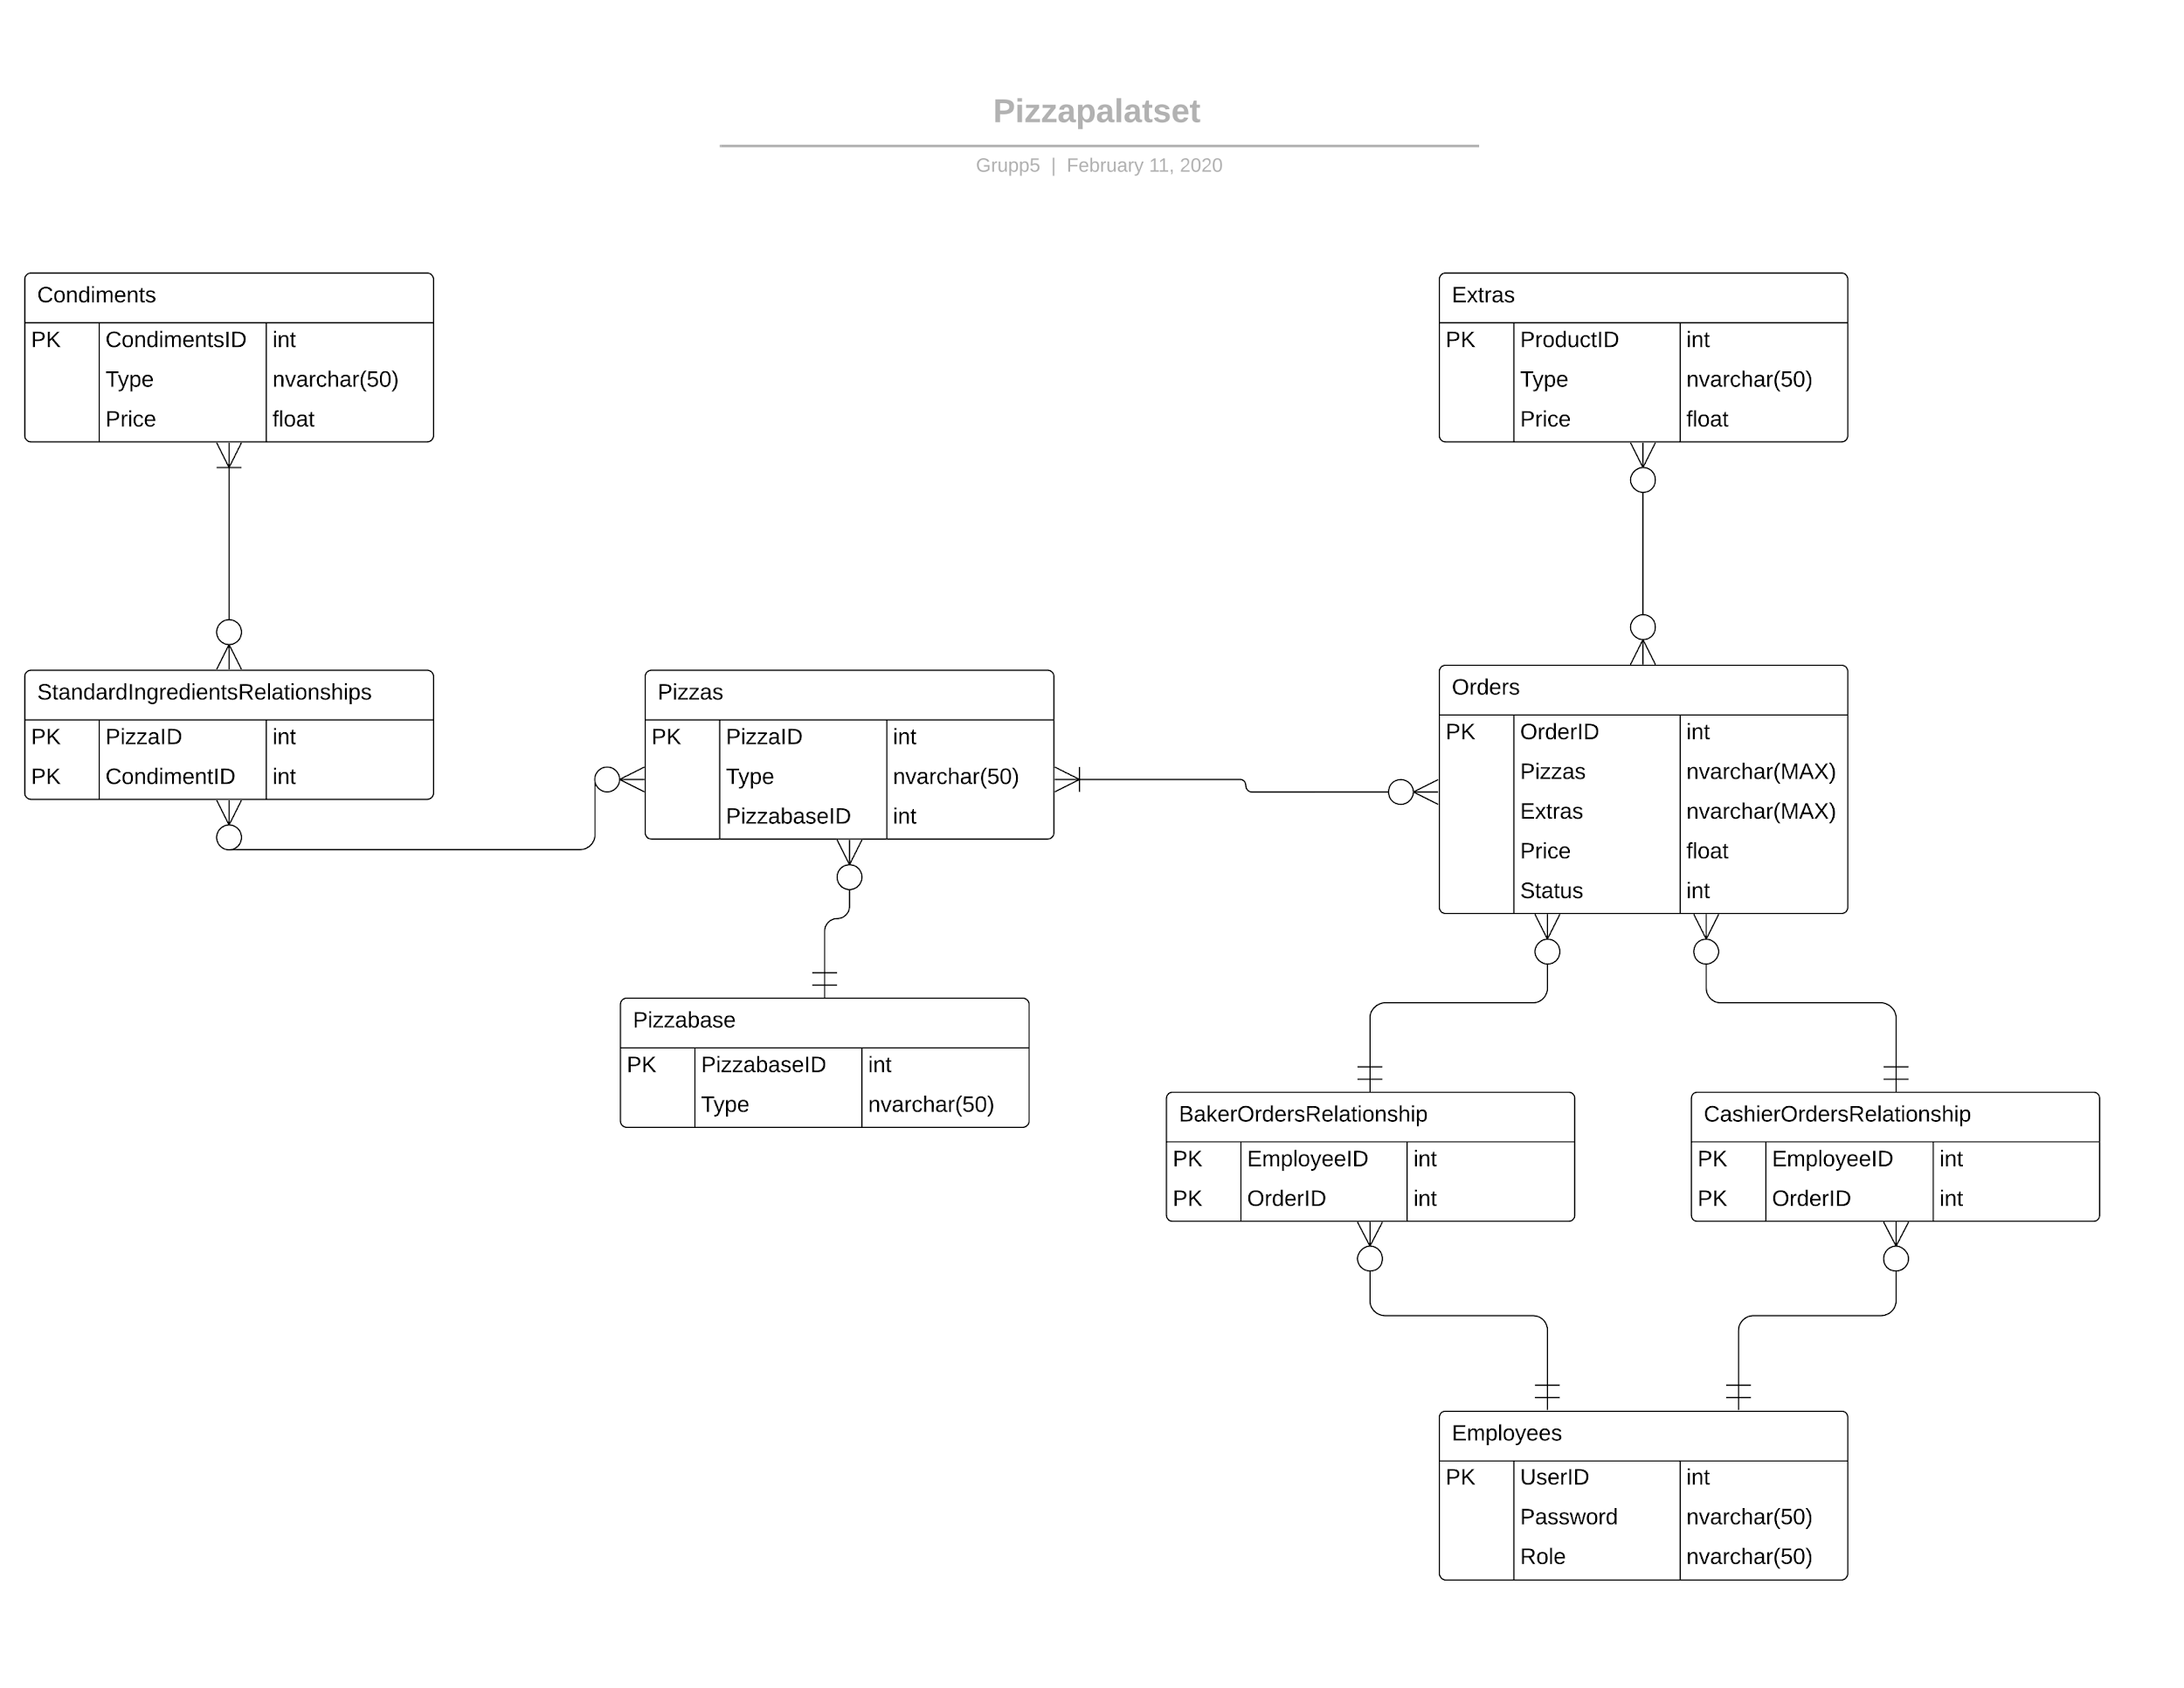 Pizzapalatset
Grupp5 | February 11, 2020
Condiments
PK CondimentsID int
Type nvarchar(50)
Price float
Extras
PK ProductID int
Type nvarchar(50)
Price float
StandardIngredientsRelationships
PK PizzaID int
PK CondimentID int
Pizzas
PK PizzaID int
Type nvarchar(50)
PizzabaseID int
Orders
PK OrderID int
Pizzas nvarchar(MAX)
Extras nvarchar(MAX)
Price float
Status int
Pizzabase
PK PizzabaseID int
Type nvarchar(50)
BakerOrdersRelationship
PK EmployeeID int
PK OrderID int
CashierOrdersRelationship
PK EmployeeID int
PK OrderID int
Employees
PK UserID int
Password nvarchar(50)
Role nvarchar(50)